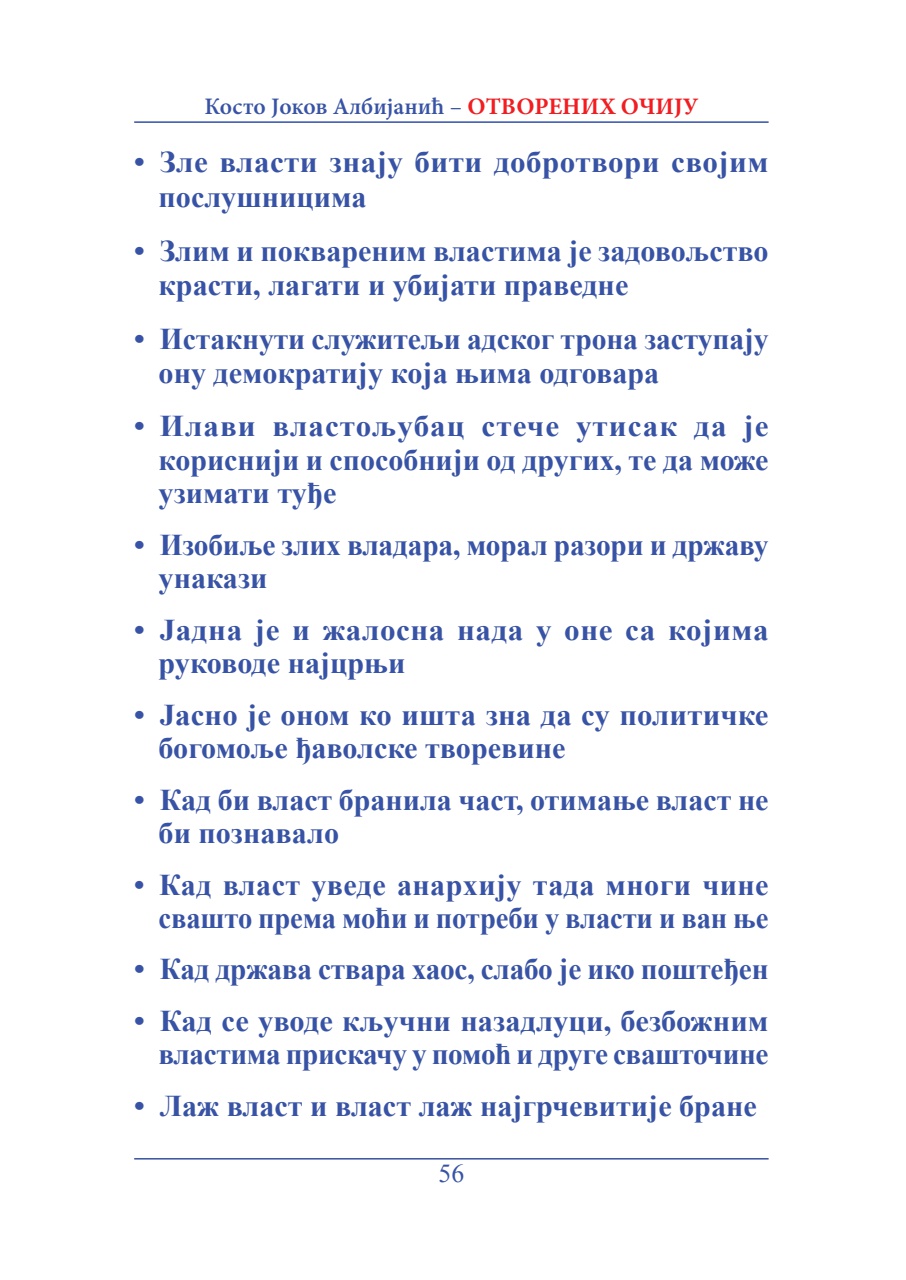 Косто Јоков Албијанић – ОТВОРЕНИХ ОЧИЈУ
• Зле власти знају бити добротвори својим
послушницима
• Злим и поквареним властима је задовољство
красти, лагати и убијати праведне
• Истакнути служитељи адског трона заступају
ону демократију која њима одговара
• Илави властољубац стече утисак да је
кориснији и способнији од других, те да може
узимати туђе
• Изобиље злих владара, морал разори и државу
унакази
• Јадна је и жалосна нада у оне са којима
руководе најцрњи
• Јасно је оном ко ишта зна да су политичке
богомоље ђаволске творевине
• Кад би власт бранила част, отимање власт не
би познавало
• Кад власт уведе анархију тада многи чине
свашто према моћи и потреби у власти и ван ње
• Кад држава ствара хаос, слабо је ико поштеђен
• Кад се уводе кључни назадлуци, безбожним
властима прискачу у помоћ и друге свашточине
• Лаж власт и власт лаж најгрчевитије бране
56